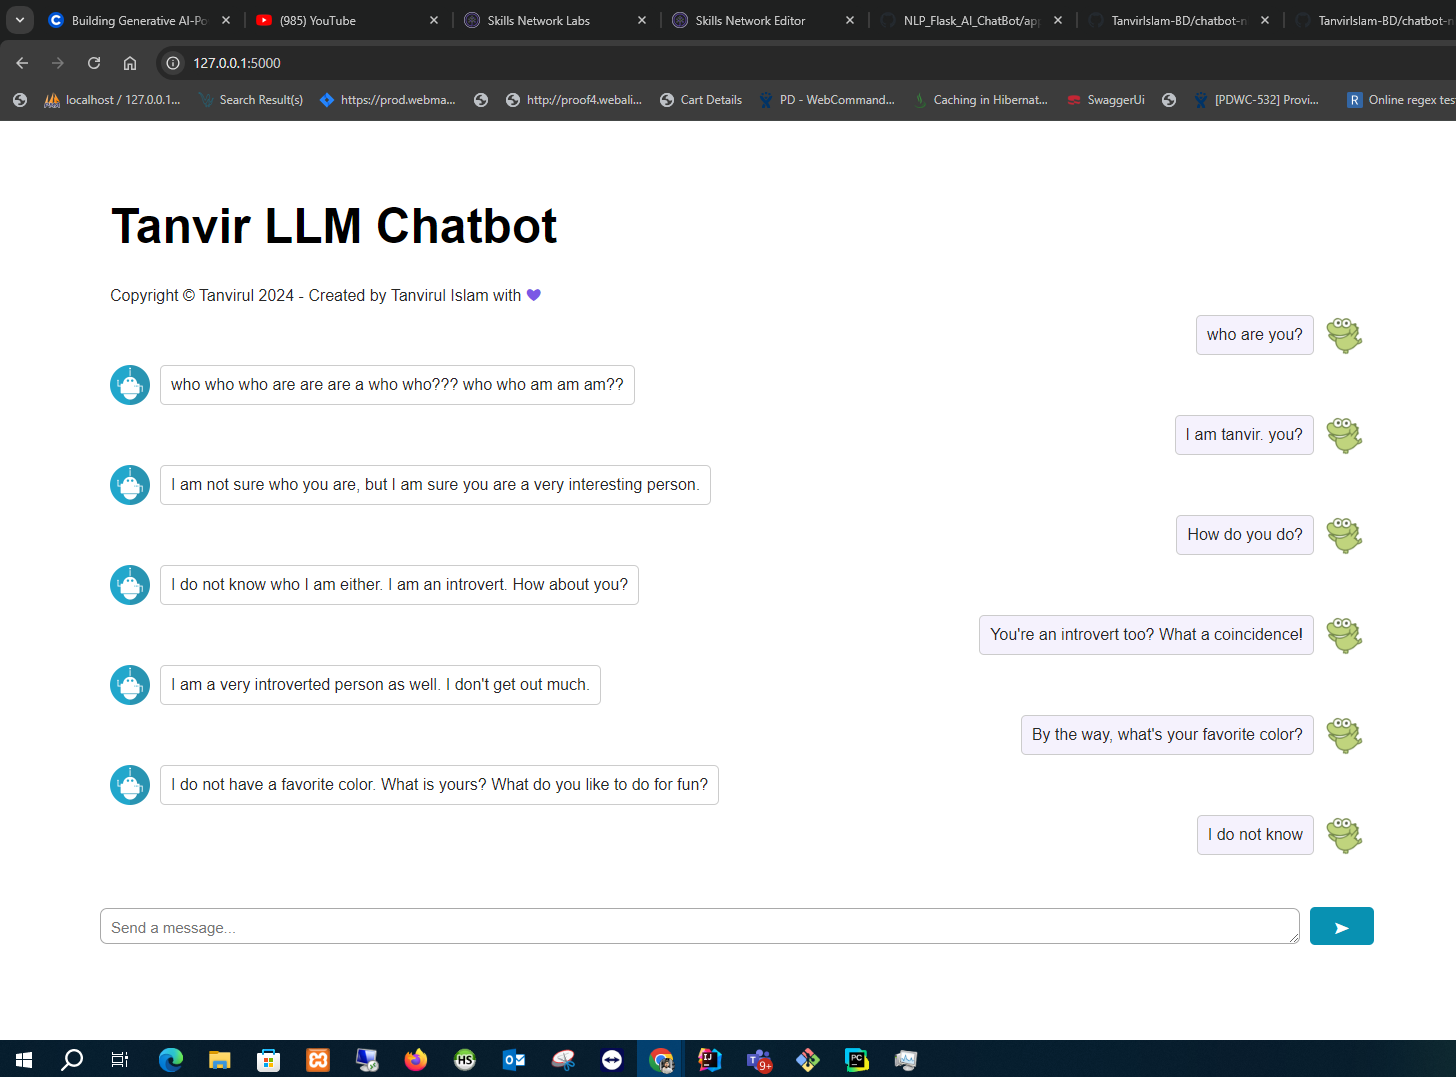 Building Generative AI-Po
(985) YouTube
Skills Network Labs
Skills Network Editor
NLP_Flask_AI_ChatBot/app
TanvirIslam-BD/chatbot-n
TanvirIslam-BD/chatbot-n
127.0.0.1:5000
localhost / 127.0.0.1...
Search Result(s)
https://prod.webma...
http://proof4.webali...
Cart Details
PD - WebCommand...
Caching in Hibernat...
SwaggerUi
[PDWC-532] Provi...
R
Online regex tes
Tanvir LLM Chatbot
Copyright © Tanvirul 2024 - Created by Tanvirul Islam with 💜
who are you?
who who who are are are a who who??? who who am am am??
I am tanvir. you?
I am not sure who you are, but I am sure you are a very interesting person.
How do you do?
I do not know who I am either. I am an introvert. How about you?
You're an introvert too? What a coincidence!
I am a very introverted person as well. I don't get out much.
By the way, what's your favorite color?
I do not have a favorite color. What is yours? What do you like to do for fun?
I do not know
Send a message...
HS
IJ
9+
PC